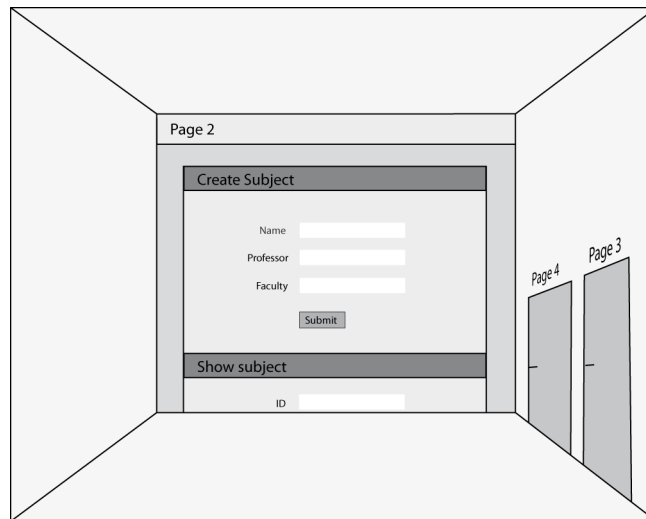 Page 2
Create Subject
Name
Professor
Faculty
Submit
Show subject
ID
Page 4
Page 3